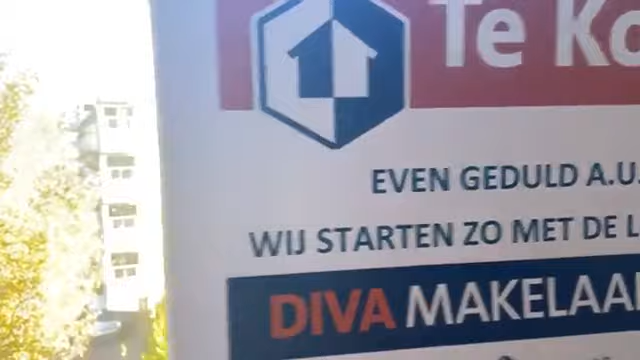 Te Ko
EVEN GEDULD A.U.
WIJ STARTEN ZO MET DE L
DIVA MAKELAA